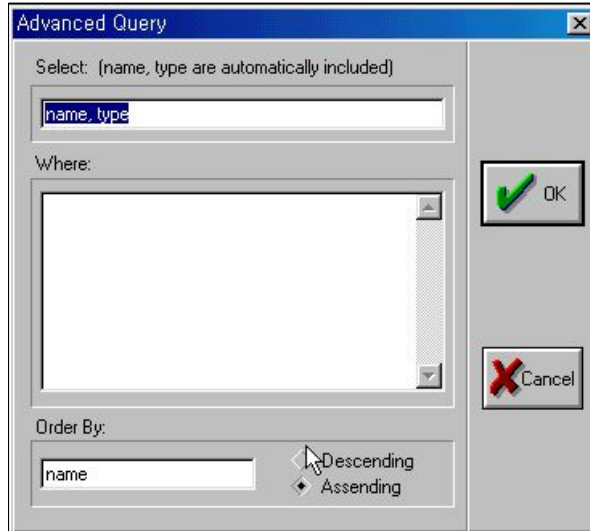 Advanced Query
Select: (name, type are automatically included)
name, type
Where:
OK
Cancel
Order By:
name
Descending
Assending